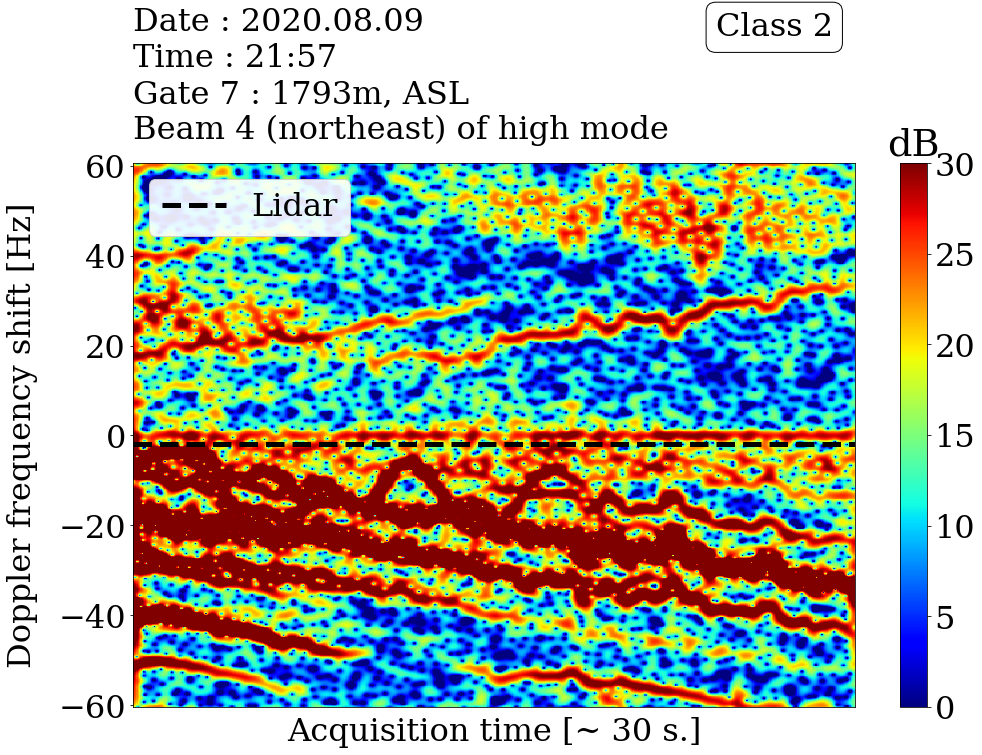 Date : 2020.08.09
Time : 21:57
Gate 7 : 1793m, ASL
Beam 4 (northeast) of high mode
Class 2
dB
Lidar
Doppler frequency shift [Hz]
60
40
20
0
−20
−40
−60
30
25
20
15
10
5
0
Acquisition time [~ 30 s.]